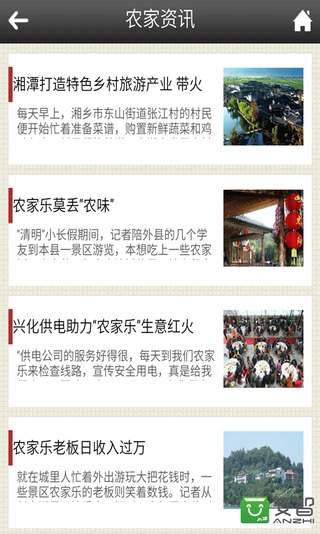 农家资讯
湘潭打造特色乡村旅游产业 带火
每天早上，湘乡市东山街道张江村的村民
便开始忙着准备菜谱，购置新鲜蔬菜和鸡
农家乐莫丢"农味"
"清明"小长假期间，记者陪外县的几个学
友到本县一景区游览，本想吃上一些农家
兴化供电助力"农家乐"生意红火
"供电公司的服务好得很，每天到我们农家
乐来检查线路，宣传安全用电，真是给我
农家乐老板日收入过万
就在城里人忙着外出游玩大把花钱时，一
些景区农家乐的老板则笑着数钱。记者从
安智
ANZHI